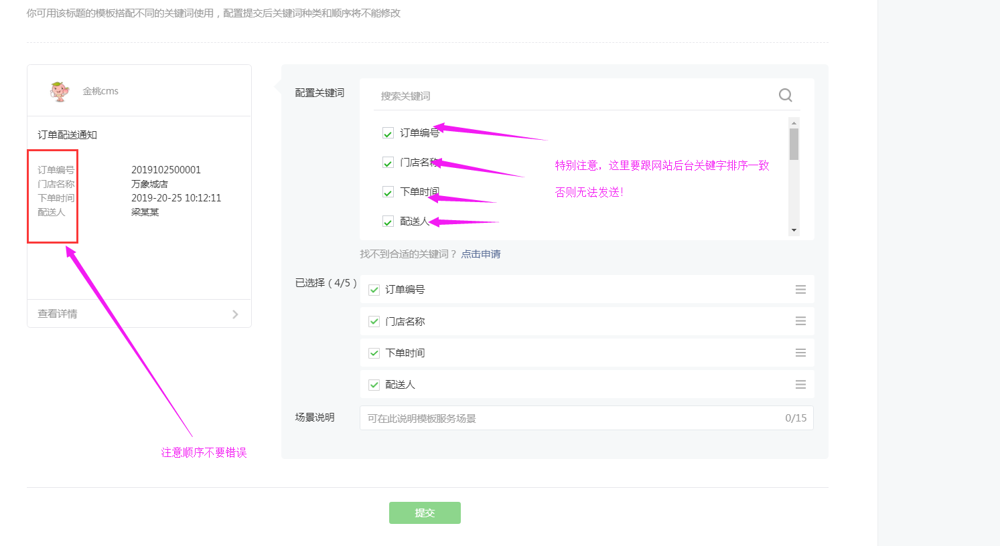 你可用该标题的模板搭配不同的关键词使用，配置提交后关键词种类和顺序将不能修改
金桃cms
订单配送通知
订单编号 2019102500001
门店名称 万象城店
下单时间 2019-20-25 10:12:11
配送人 梁某某
查看详情
注意顺序不要错误
配置关键词
搜索关键词
订单编号
门店名称
下单时间
配送人
特别注意，这里要跟网站后台关键字排序一致
否则无法发送！
找不到合适的关键词？ 点击申请
已选择（4/5）
订单编号
门店名称
下单时间
配送人
场景说明
可在此说明模板服务场景 0/15
提交